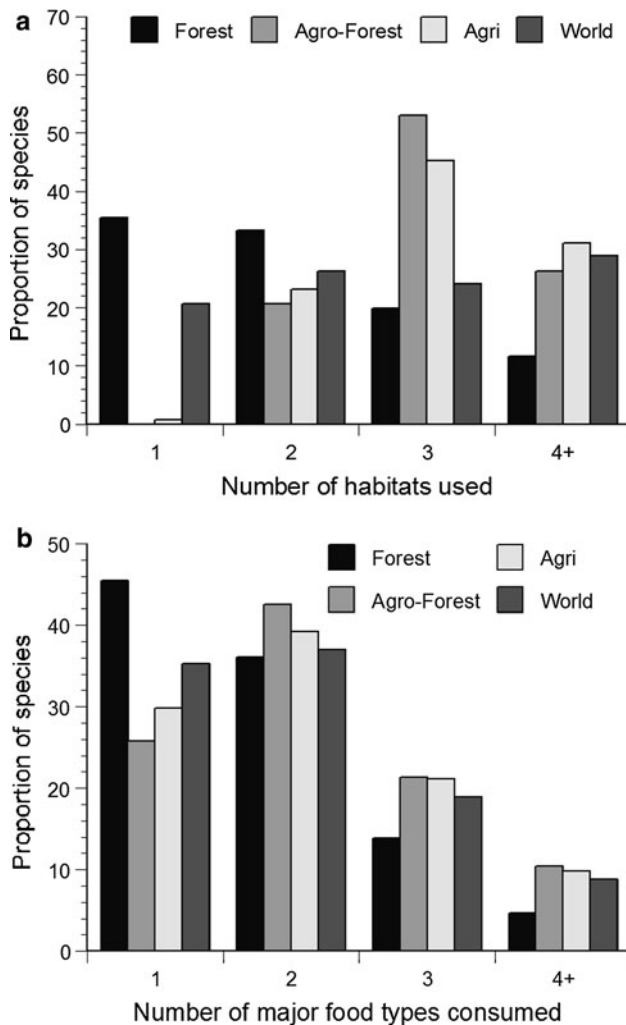 a
70
Forest Agro-Forest Agri World
60
50
40
30
20
10
0
Proportion of species
1 2 3 4+
Number of habitats used
b
50
Forest Agri
Agro-Forest World
40
30
20
10
0
Proportion of species
1 2 3 4+
Number of major food types consumed